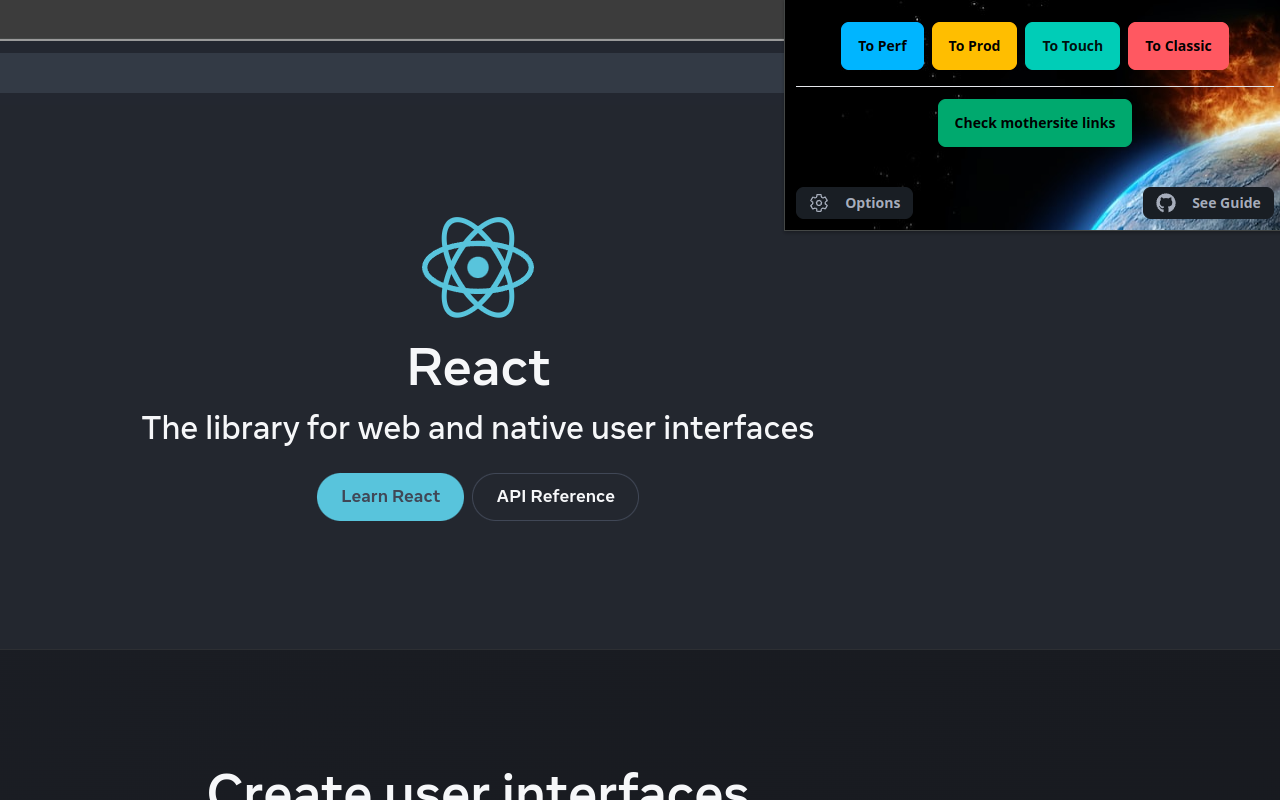 To Perf
To Prod
To Touch
To Classic
Check mothersite links
Options
See Guide
React
The library for web and native user interfaces
Learn React
API Reference
Create user interfaces